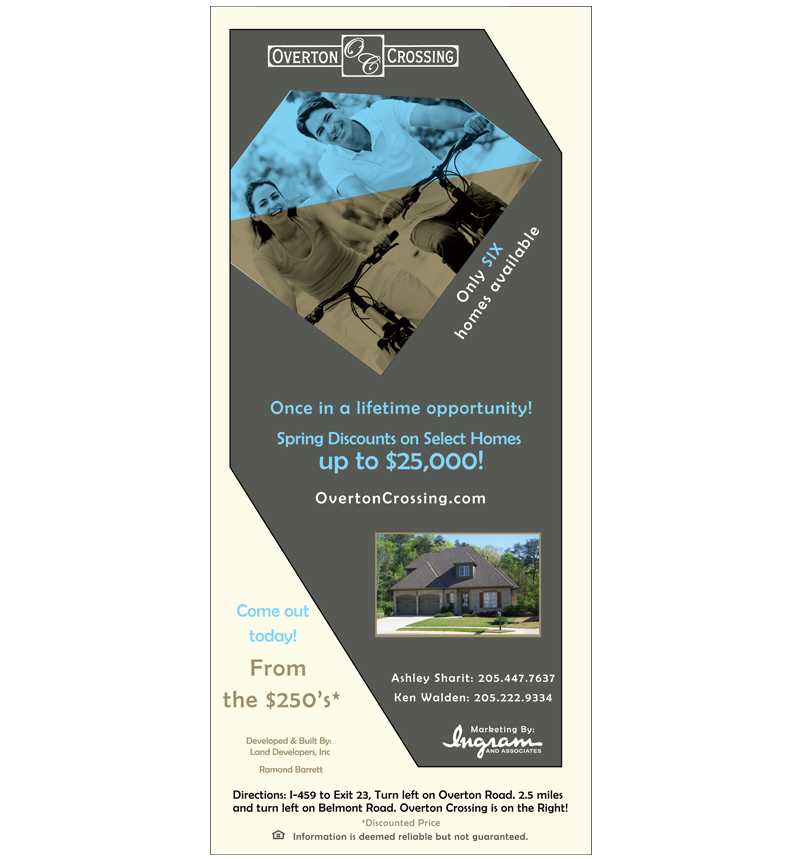 OVERTON OC CROSSING
Only SIX
homes available
Once in a lifetime opportunity!
Spring Discounts on Select Homes
up to $25,000!
OvertonCrossing.com
Come out
today!
From
the $250's*
Ashley Sharit: 205.447.7637
Ken Walden: 205.222.9334
Marketing By:
Ingram
AND ASSOCIATES
Developed & Built By:
Land Developers, Inc
Ramond Barrett
Directions: I-459 to Exit 23, Turn left on Overton Road. 2.5 miles
and turn left on Belmont Road. Overton Crossing is on the Right!
*Discounted Price
Information is deemed reliable but not guaranteed.